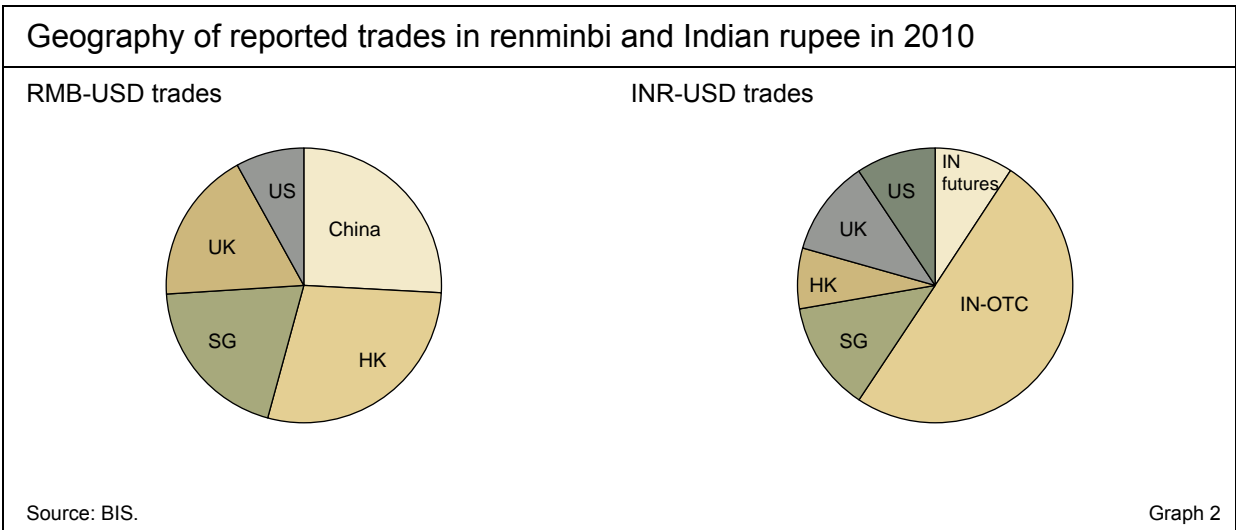 Geography of reported trades in renminbi and Indian rupee in 2010
RMB-USD trades
US
China
UK
SG
HK
INR-USD trades
IN
futures
US
UK
HK
IN-OTC
SG
Source: BIS.
Graph 2